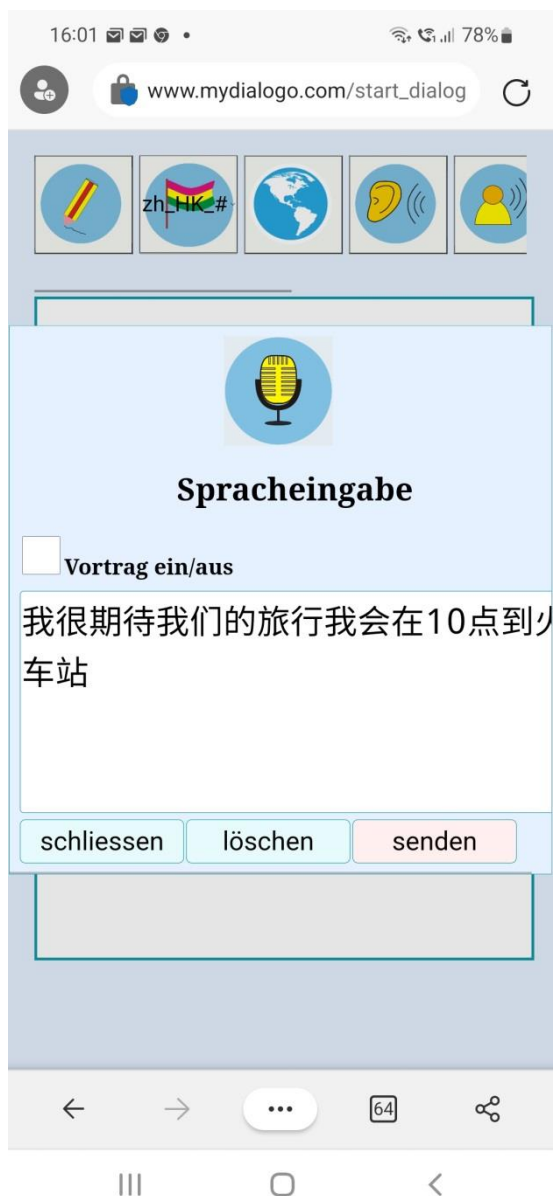 16:01 78%
www.mydialogo.com/start_dialog
zh_HK_#
Spracheingabe
Vortrag ein/aus
我很期待我们的旅行我会在10点到火
车站
schliessen löschen senden
64